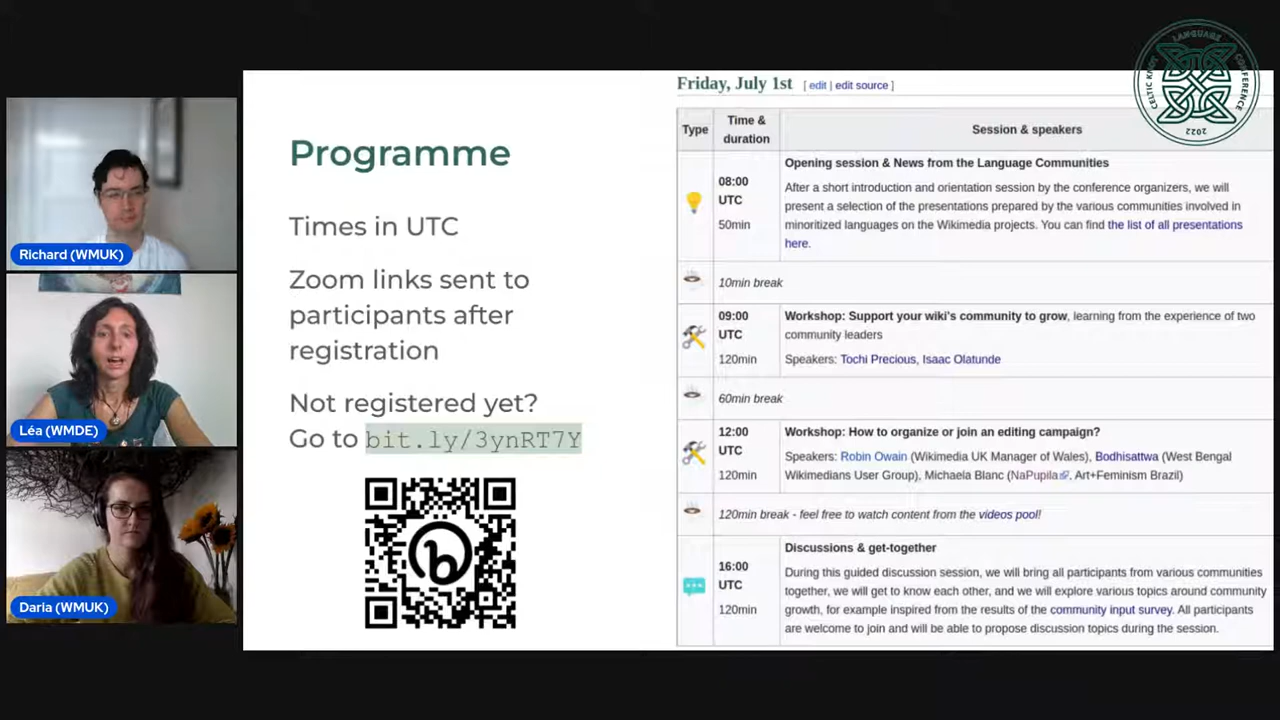 Programme
Times in UTC
Zoom links sent to
participants after
registration
Not registered yet?
Go to bit.ly/3ynRT7Y
Friday, July 1st [ edit | edit source ]
Type
Time &
duration
Session & speakers
08:00
UTC
50min
Opening session & News from the Language Communities
After a short introduction and orientation session by the conference organizers, we will
present a selection of the presentations prepared by the various communities involved in
minoritized languages on the Wikimedia projects. You can find the list of all presentations
here.
10min break
09:00
UTC
120min
Workshop: Support your wiki's community to grow, learning from the experience of two
community leaders
Speakers: Tochi Precious, Isaac Olatunde
60min break
12:00
UTC
120min
Workshop: How to organize or join an editing campaign?
Speakers: Robin Owain (Wikimedia UK Manager of Wales), Bodhisattwa (West Bengal
Wikimedians User Group), Michaela Blanc (NaPupila, Art+Feminism Brazil)
120min break - feel free to watch content from the videos pool!
16:00
UTC
120min
Discussions & get-together
During this guided discussion session, we will bring all participants from various communities
together, we will get to know each other, and we will explore various topics around community
growth, for example inspired from the results of the community input survey. All participants
are welcome to join and will be able to propose discussion topics during the session.
Richard (WMUK)
Léa (WMDE)
Daria (WMUK)
CELTIC KNOT
LANGUAGE
CONFERENCE
2022
b